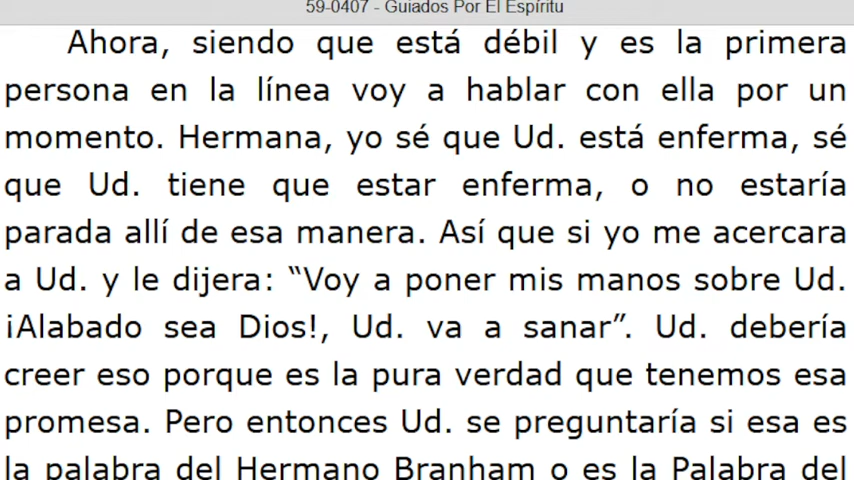 59-0407 - Guiados Por El Espíritu
Ahora, siendo que está débil y es la primera
persona en la línea voy a hablar con ella por un
momento. Hermana, yo sé que Ud. está enferma, sé
que Ud. tiene que estar enferma, o no estaría
parada allí de esa manera. Así que si yo me acercara
a Ud. y le dijera: “Voy a poner mis manos sobre Ud.
¡Alabado sea Dios!, Ud. va a sanar”. Ud. debería
creer eso porque es la pura verdad que tenemos esa
promesa. Pero entonces Ud. se preguntaría si esa es
la palabra del Hermano Branham o es la Palabra del